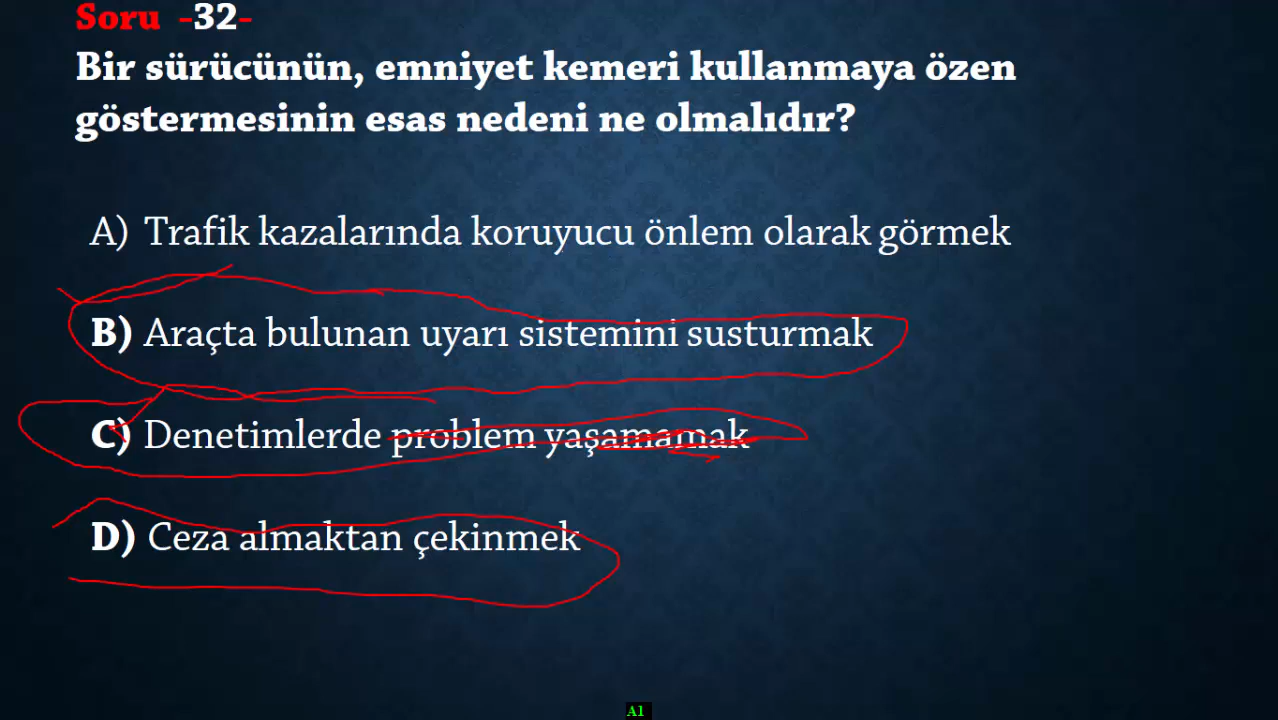 Soru -32-
Bir sürücünün, emniyet kemeri kullanmaya özen
göstermesinin esas nedeni ne olmalıdır?
A) Trafik kazalarında koruyucu önlem olarak görmek
B) Araçta bulunan uyarı sistemini susturmak
C) Denetimlerde problem yaşamamak
D) Ceza almaktan çekinmek
A1